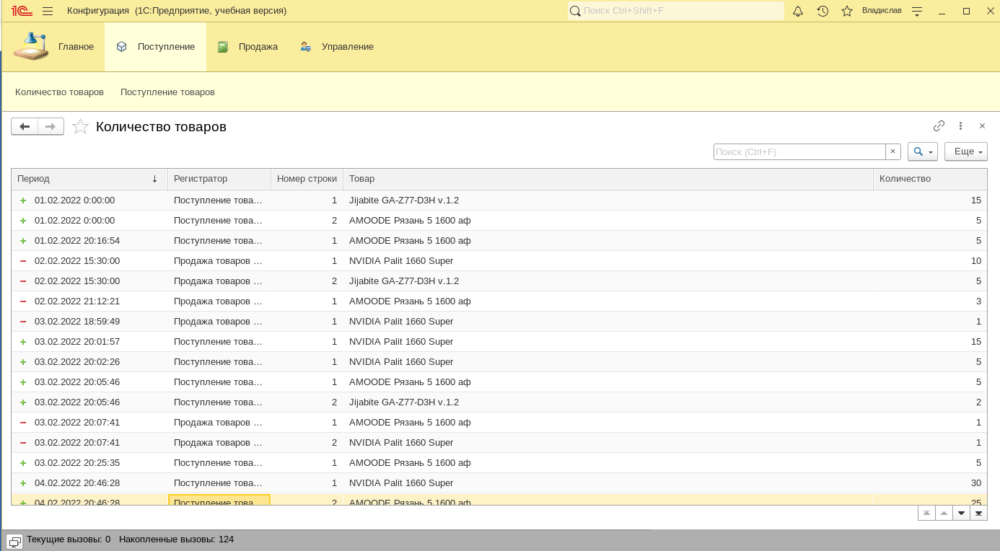 1С Конфигурация (1С:Предприятие, учебная версия) Поиск Ctrl+Shift+F Владислав
Главное Поступление Продажа Управление
Количество товаров Поступление товаров
Количество товаров
Поиск (Ctrl+F) × Еще
Период ↓ Регистратор Номер строки Товар Количество
01.02.2022 0:00:00 Поступление това… 1 Jijabite GA-Z77-D3H v.1.2 15
01.02.2022 0:00:00 Поступление това… 2 AMOODE Рязань 5 1600 аф 5
01.02.2022 20:16:54 Поступление това… 1 AMOODE Рязань 5 1600 аф 5
02.02.2022 15:30:00 Продажа товаров … 1 NVIDIA Palit 1660 Super 10
02.02.2022 15:30:00 Продажа товаров … 2 Jijabite GA-Z77-D3H v.1.2 5
02.02.2022 21:12:21 Продажа товаров … 1 AMOODE Рязань 5 1600 аф 3
03.02.2022 18:59:49 Продажа товаров … 1 NVIDIA Palit 1660 Super 1
03.02.2022 20:01:57 Поступление това… 1 NVIDIA Palit 1660 Super 15
03.02.2022 20:02:26 Поступление това… 1 NVIDIA Palit 1660 Super 5
03.02.2022 20:05:46 Поступление това… 1 AMOODE Рязань 5 1600 аф 5
03.02.2022 20:05:46 Поступление това… 2 Jijabite GA-Z77-D3H v.1.2 2
03.02.2022 20:07:41 Продажа товаров … 1 AMOODE Рязань 5 1600 аф 1
03.02.2022 20:07:41 Продажа товаров … 2 NVIDIA Palit 1660 Super 1
03.02.2022 20:25:35 Поступление това… 1 AMOODE Рязань 5 1600 аф 5
04.02.2022 20:46:28 Поступление това… 1 NVIDIA Palit 1660 Super 30
04.02.2022 20:46:28 Поступление това… 2 AMOODE Рязань 5 1600 аф 25
Текущие вызовы: 0 Накопленные вызовы: 124